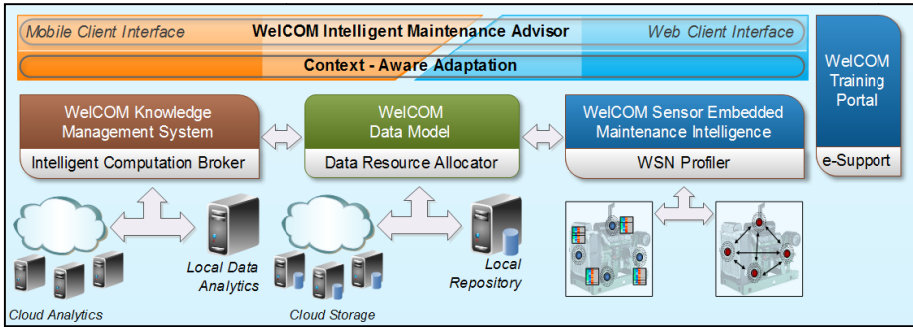 Mobile Client Interface
WelCOM Intelligent Maintenance Advisor
Web Client Interface
Context - Aware Adaptation
WelCOM
Training
Portal
e-Support
WelCOM Knowledge
Management System
Intelligent Computation Broker
WelCOM
Data Model
Data Resource Allocator
WelCOM Sensor Embedded
Maintenance Intelligence
WSN Profiler
Local Data
Analytics
Cloud Analytics
Local
Repository
Cloud Storage